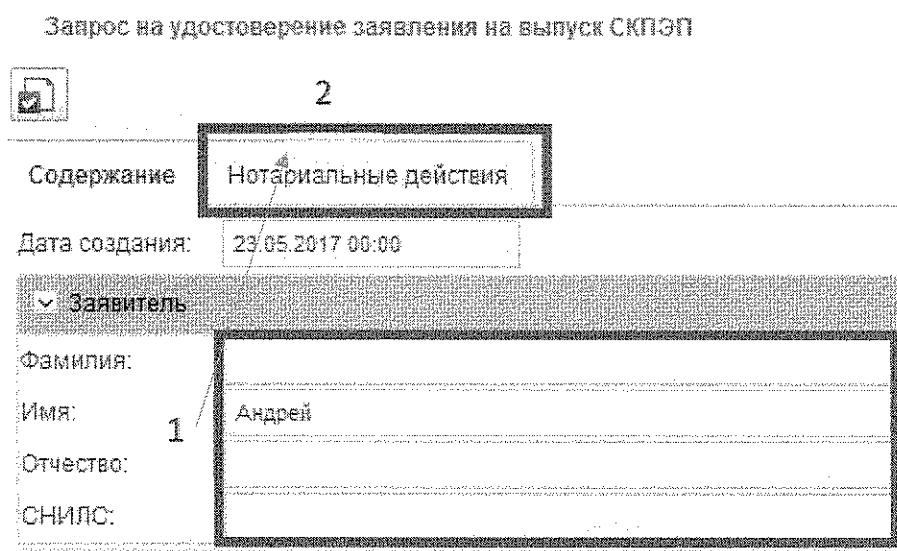 Запрос на удостоверение заявления на выпуск СКПЭП
2
Содержание Нотариальные действия
Дата создания: 23.05.2017 00:00
Заявитель
Фамилия:
Имя: Андрей
1
Отчество:
СНИЛС: